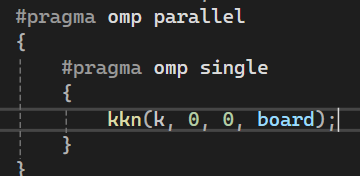 #pragma omp parallel
{
#pragma omp single
{
kkn(k, 0, 0, board);
}
}